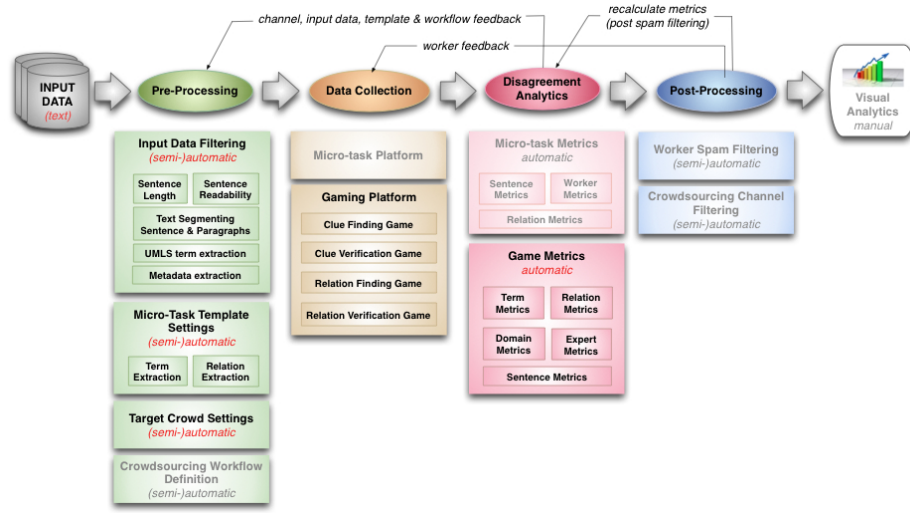 channel, input data, template & workflow feedback
recalculate metrics
(post spam filtering)
worker feedback
INPUT
DATA
(text)
Pre-Processing
Data Collection
Disagreement
Analytics
Post-Processing
Visual
Analytics
manual
Input Data Filtering
(semi-)automatic
Sentence
Length
Sentence
Readability
Text Segmenting
Sentence & Paragraphs
UMLS term extraction
Metadata extraction
Micro-Task Template
Settings
(semi-)automatic
Term
Extraction
Relation
Extraction
Target Crowd Settings
(semi-)automatic
Crowdsourcing Workflow
Definition
(semi-)automatic
Micro-task Platform
Gaming Platform
Clue Finding Game
Clue Verification Game
Relation Finding Game
Relation Verification Game
Micro-task Metrics
automatic
Sentence
Metrics
Worker
Metrics
Relation Metrics
Game Metrics
automatic
Term
Metrics
Relation
Metrics
Domain
Metrics
Expert
Metrics
Sentence Metrics
Worker Spam Filtering
(semi-)automatic
Crowdsourcing Channel
Filtering
(semi-)automatic